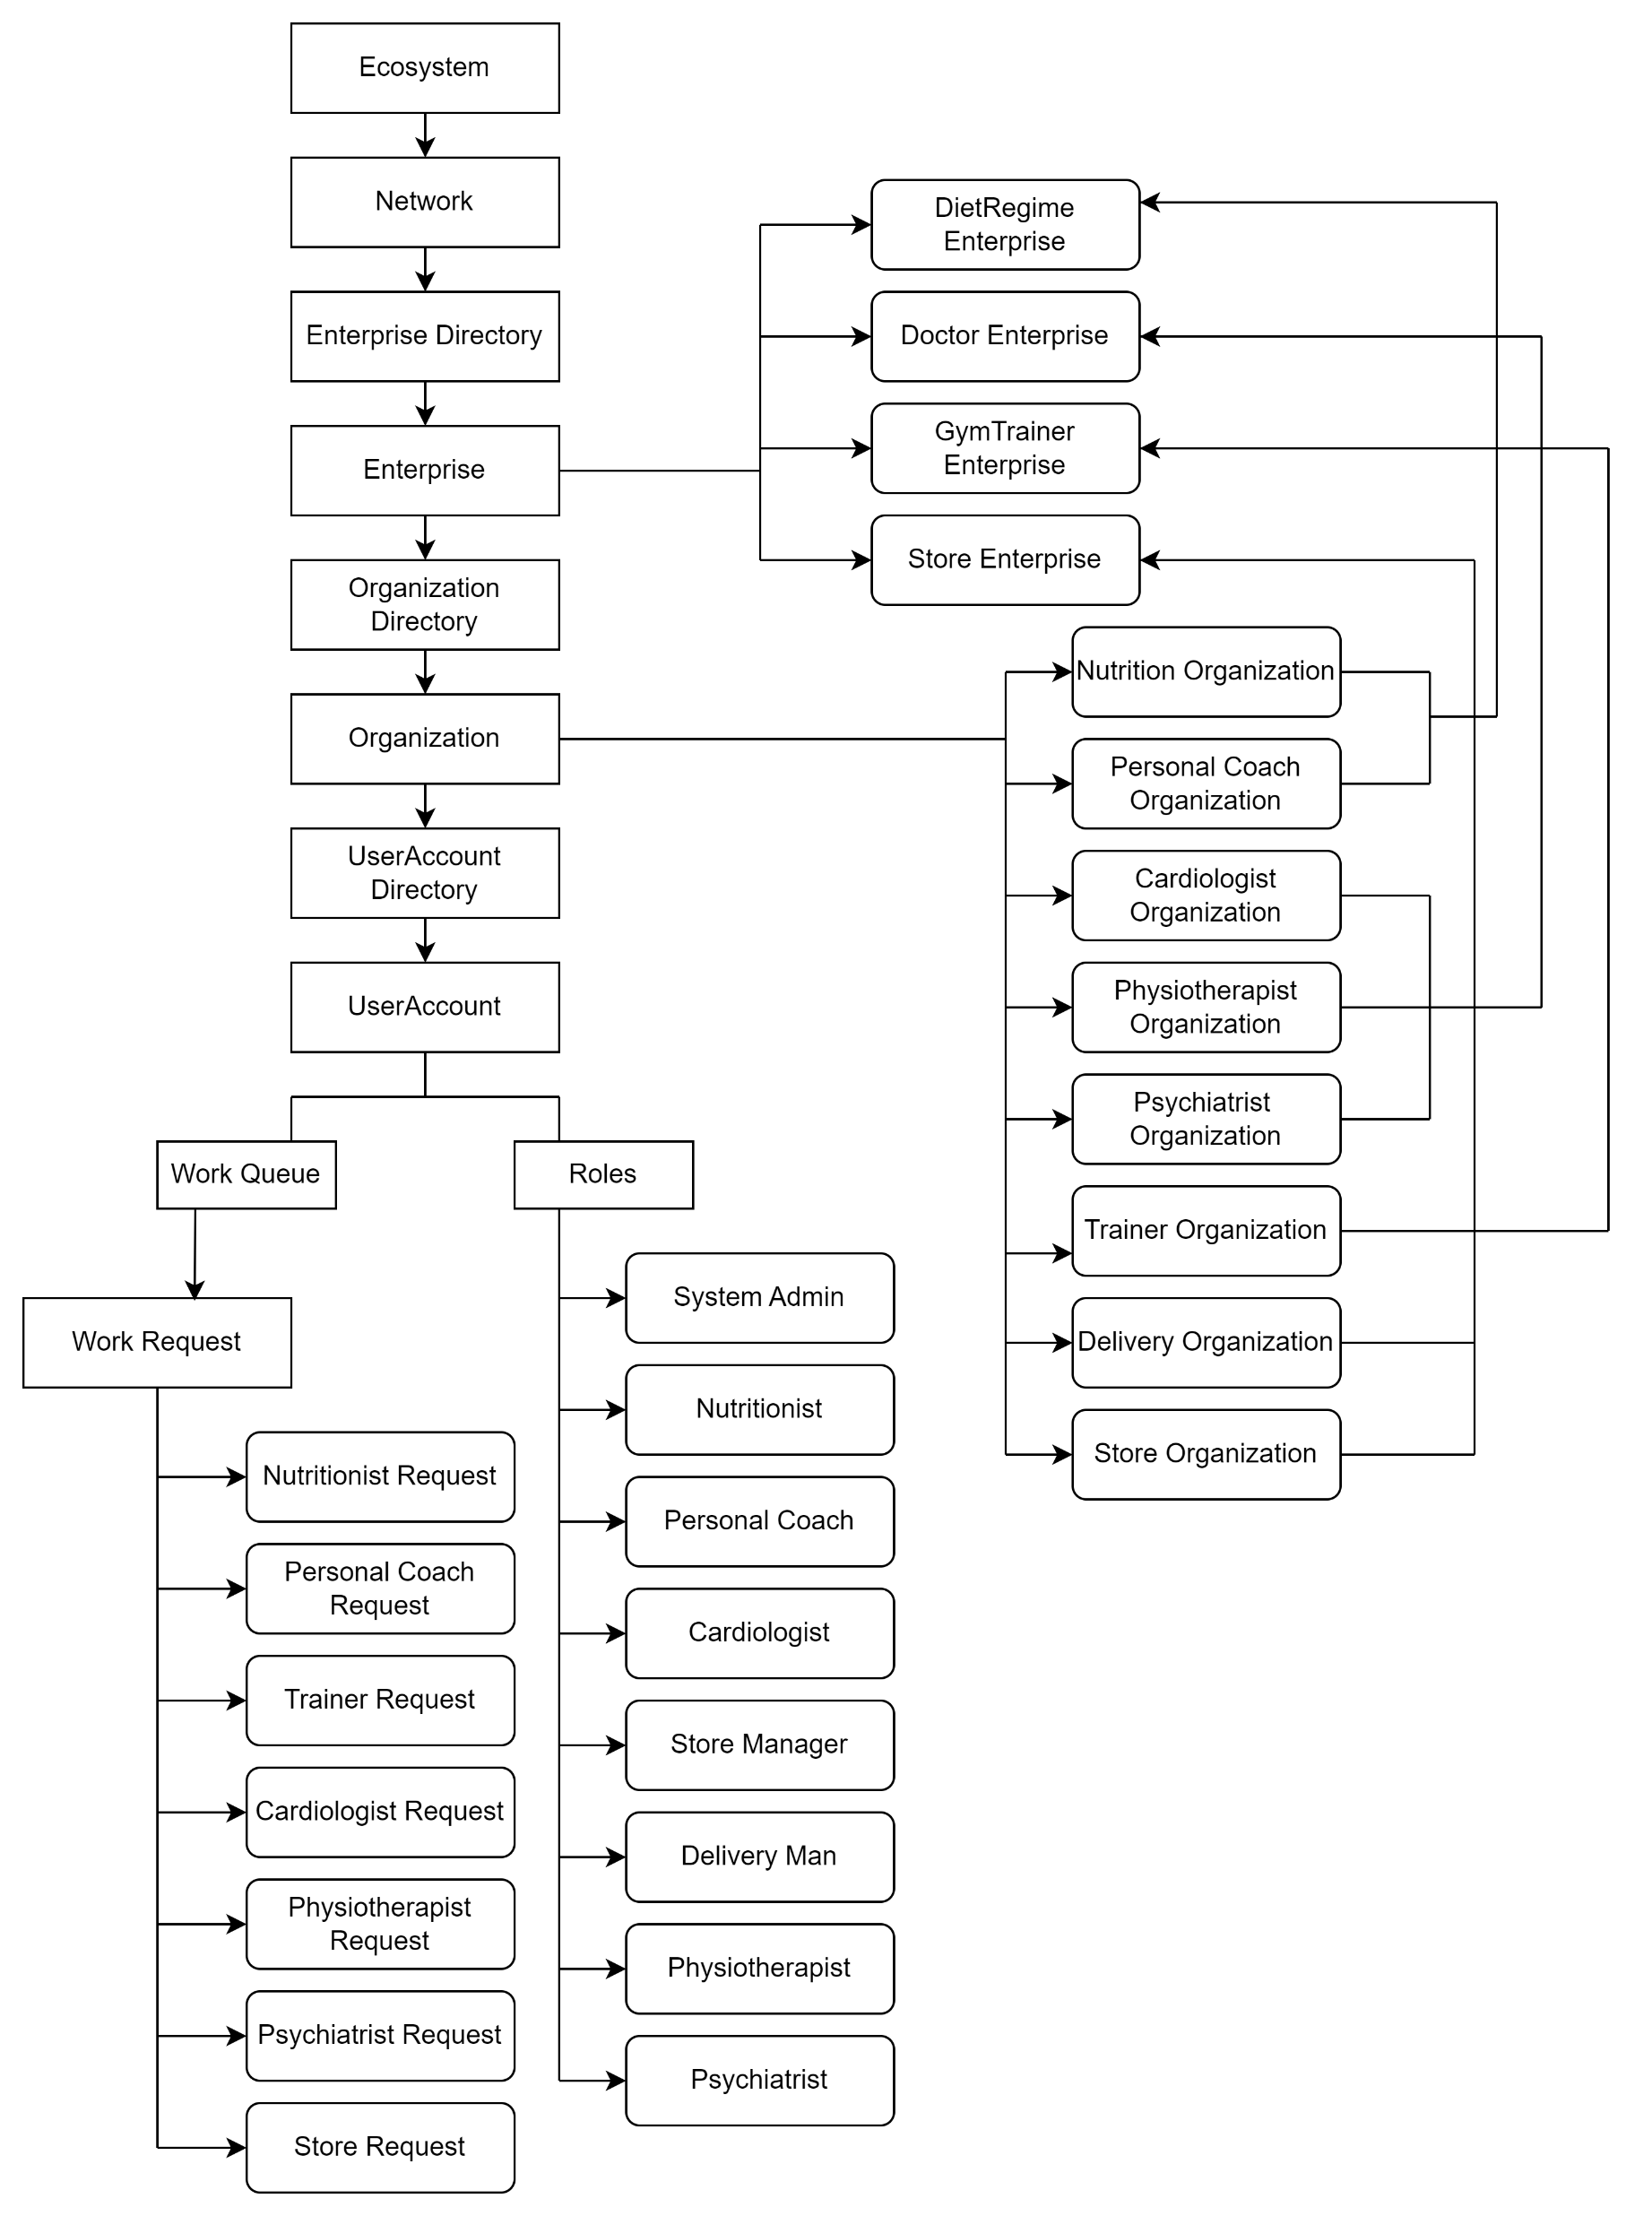 Ecosystem
Network
Enterprise Directory
Enterprise
Organization
Directory
Organization
UserAccount
Directory
UserAccount
DietRegime
Enterprise
Doctor Enterprise
GymTrainer
Enterprise
Store Enterprise
Nutrition Organization
Personal Coach
Organization
Cardiologist
Organization
Physiotherapist
Organization
Psychiatrist
Organization
Trainer Organization
Delivery Organization
Store Organization
Work Queue
Roles
Work Request
Nutritionist Request
Personal Coach
Request
Trainer Request
Cardiologist Request
Physiotherapist
Request
Psychiatrist Request
Store Request
System Admin
Nutritionist
Personal Coach
Cardiologist
Store Manager
Delivery Man
Physiotherapist
Psychiatrist